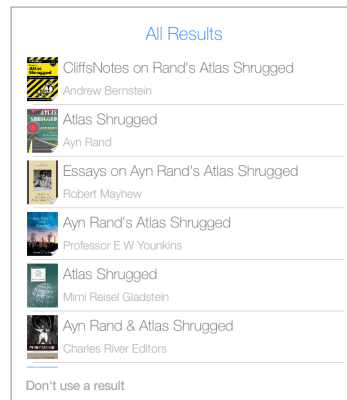 All Results
CliffsNotes on Rand's Atlas Shrugged
Andrew Bernstein
Atlas Shrugged
Ayn Rand
Essays on Ayn Rand's Atlas Shrugged
Robert Mayhew
Ayn Rand's Atlas Shrugged
Professor E W Younkins
Atlas Shrugged
Mimi Reisel Gladstein
Ayn Rand & Atlas Shrugged
Charles River Editors
Don't use a result